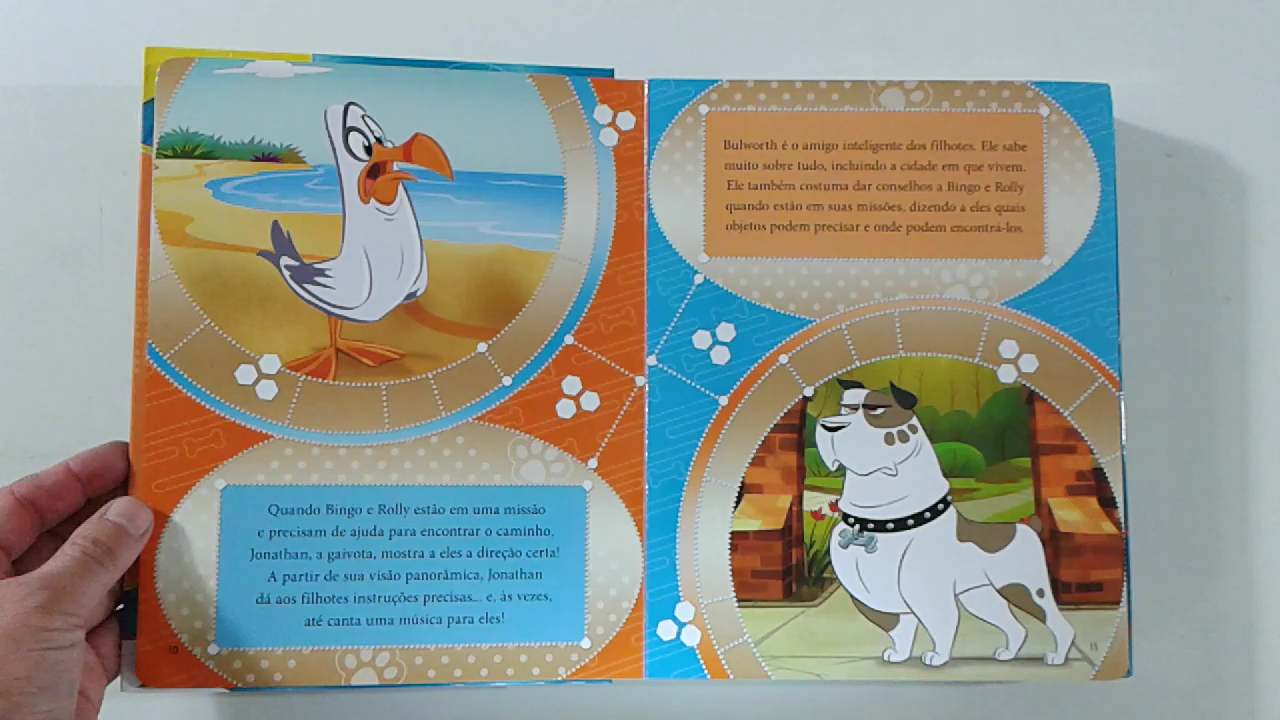 Quando Bingo e Rolly estão em uma missão
e precisam de ajuda para encontrar o caminho,
Jonathan, a gaivota, mostra a eles a direção certa!
A partir de sua visão panorâmica, Jonathan
dá aos filhotes instruções precisas... e, às vezes,
até canta uma música para eles!
10
Bulworth é o amigo inteligente dos filhotes. Ele sabe
muito sobre tudo, incluindo a cidade em que vivem.
Ele também costuma dar conselhos a Bingo e Rolly
quando estão em suas missões, dizendo a eles quais
objetos podem precisar e onde podem encontrá-los.
11